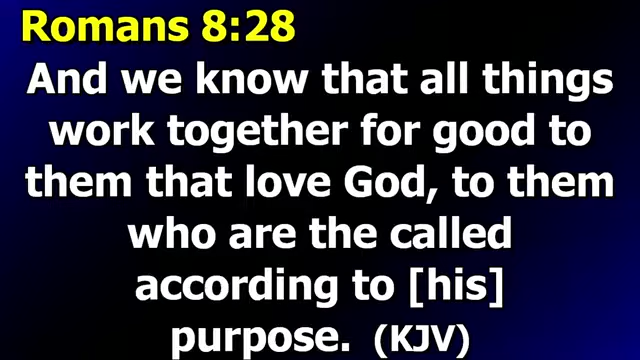 Romans 8:28
And we know that all things
work together for good to
them that love God, to them
who are the called
according to [his]
purpose. (KJV)